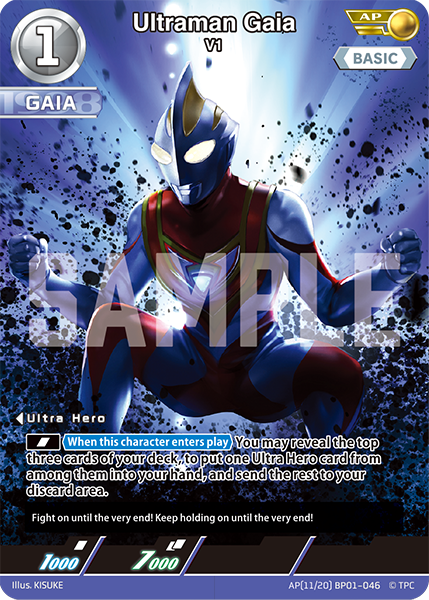 Ultraman Gaia
V1
1
AP
BASIC
1998
GAIA
SAMPLE
Ultra Hero
When this character enters play You may reveal the top
three cards of your deck, to put one Ultra Hero card from
among them into your hand, and send the rest to your
discard area.
Fight on until the very end! Keep holding on until the very end!
1000
7000
Illus. KISUKE
AP(11/20) BP01-046 © TPC